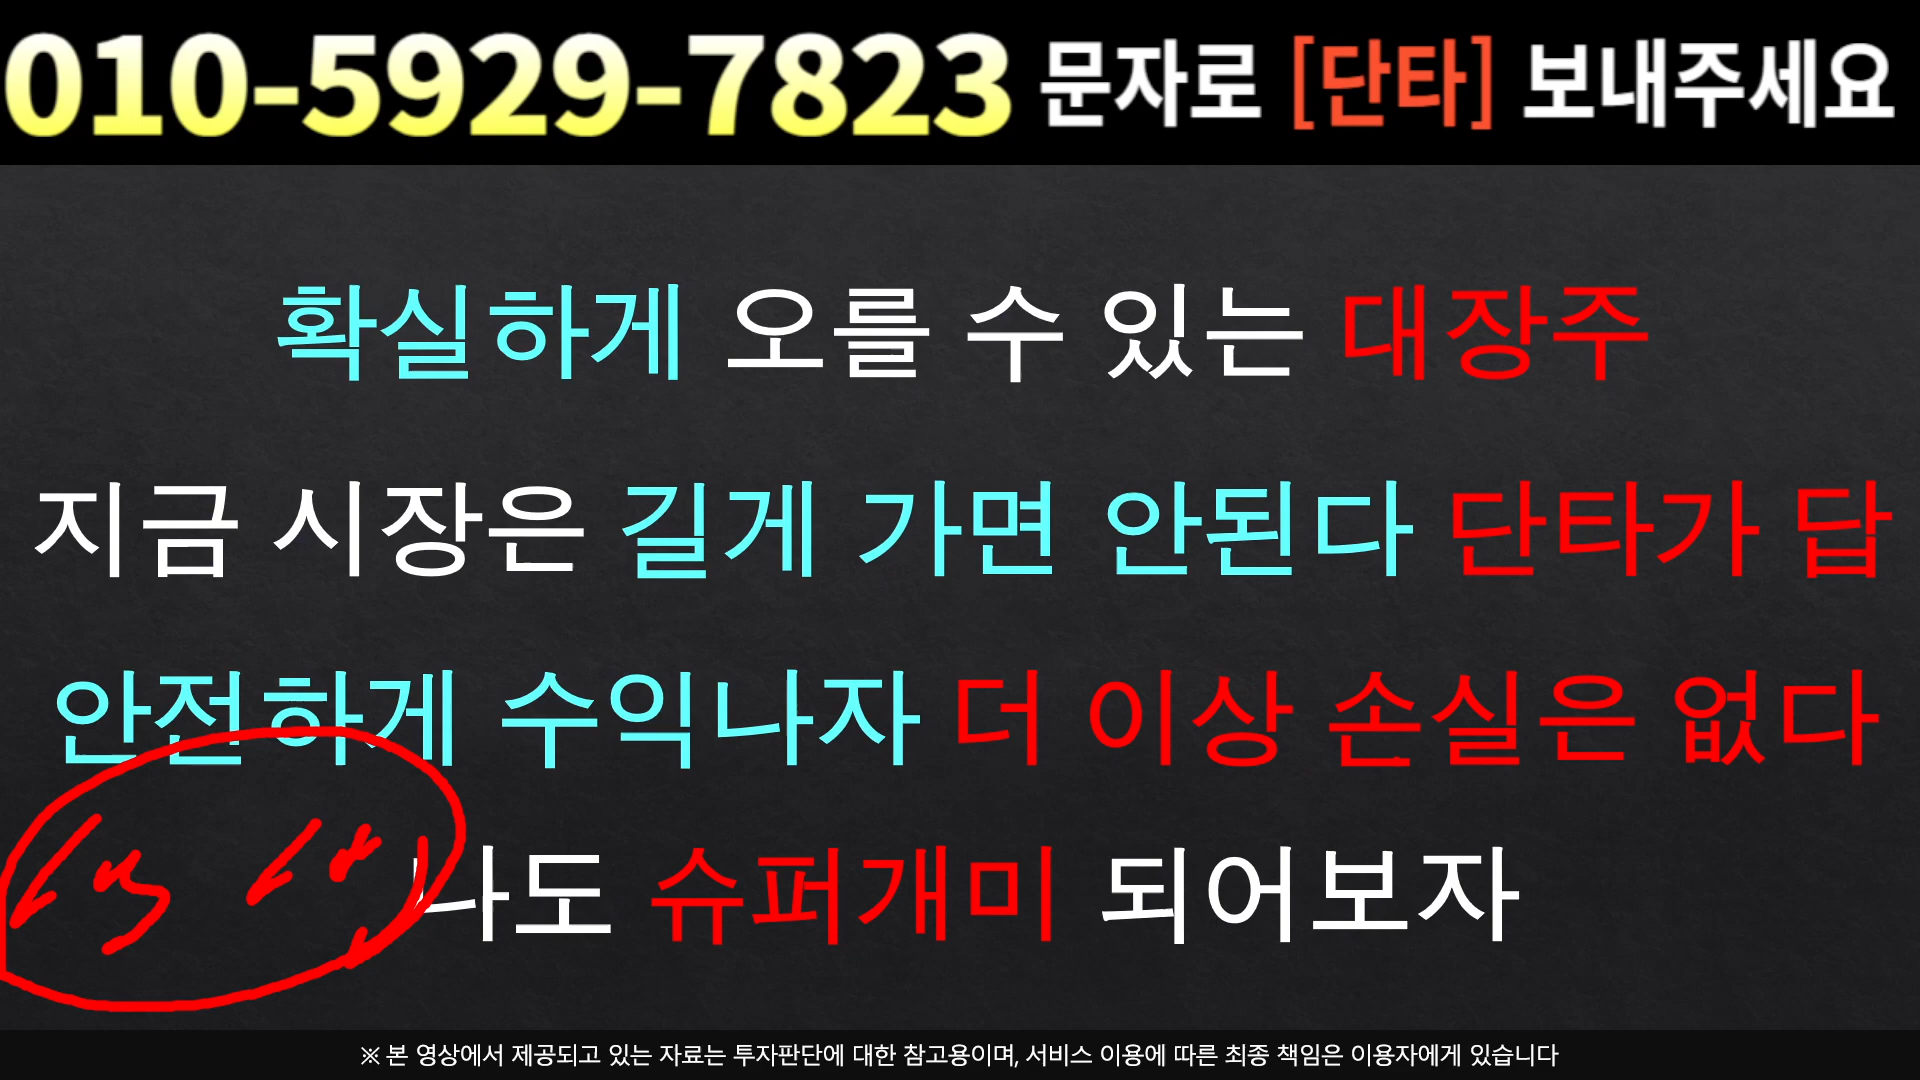 010-5929-7823 문자로 [단타] 보내주세요
확실하게 오를 수 있는 대장주
지금 시장은 길게 가면 안된다 단타가 답
안전하게 수익나자 더 이상 손실은 없다
나도 슈퍼개미 되어보자
※ 본 영상에서 제공되고 있는 자료는 투자판단에 대한 참고용이며, 서비스 이용에 따른 최종 책임은 이용자에게 있습니다